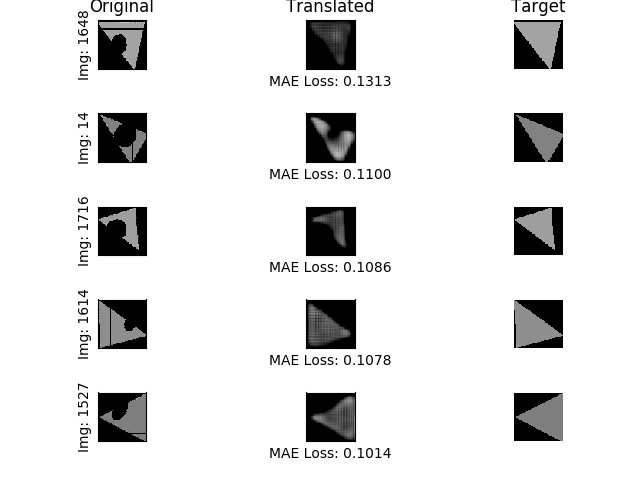 Original Translated Target
Img: 1648
MAE Loss: 0.1313
Img: 14
MAE Loss: 0.1100
Img: 1716
MAE Loss: 0.1086
Img: 1614
MAE Loss: 0.1078
Img: 1527
MAE Loss: 0.1014